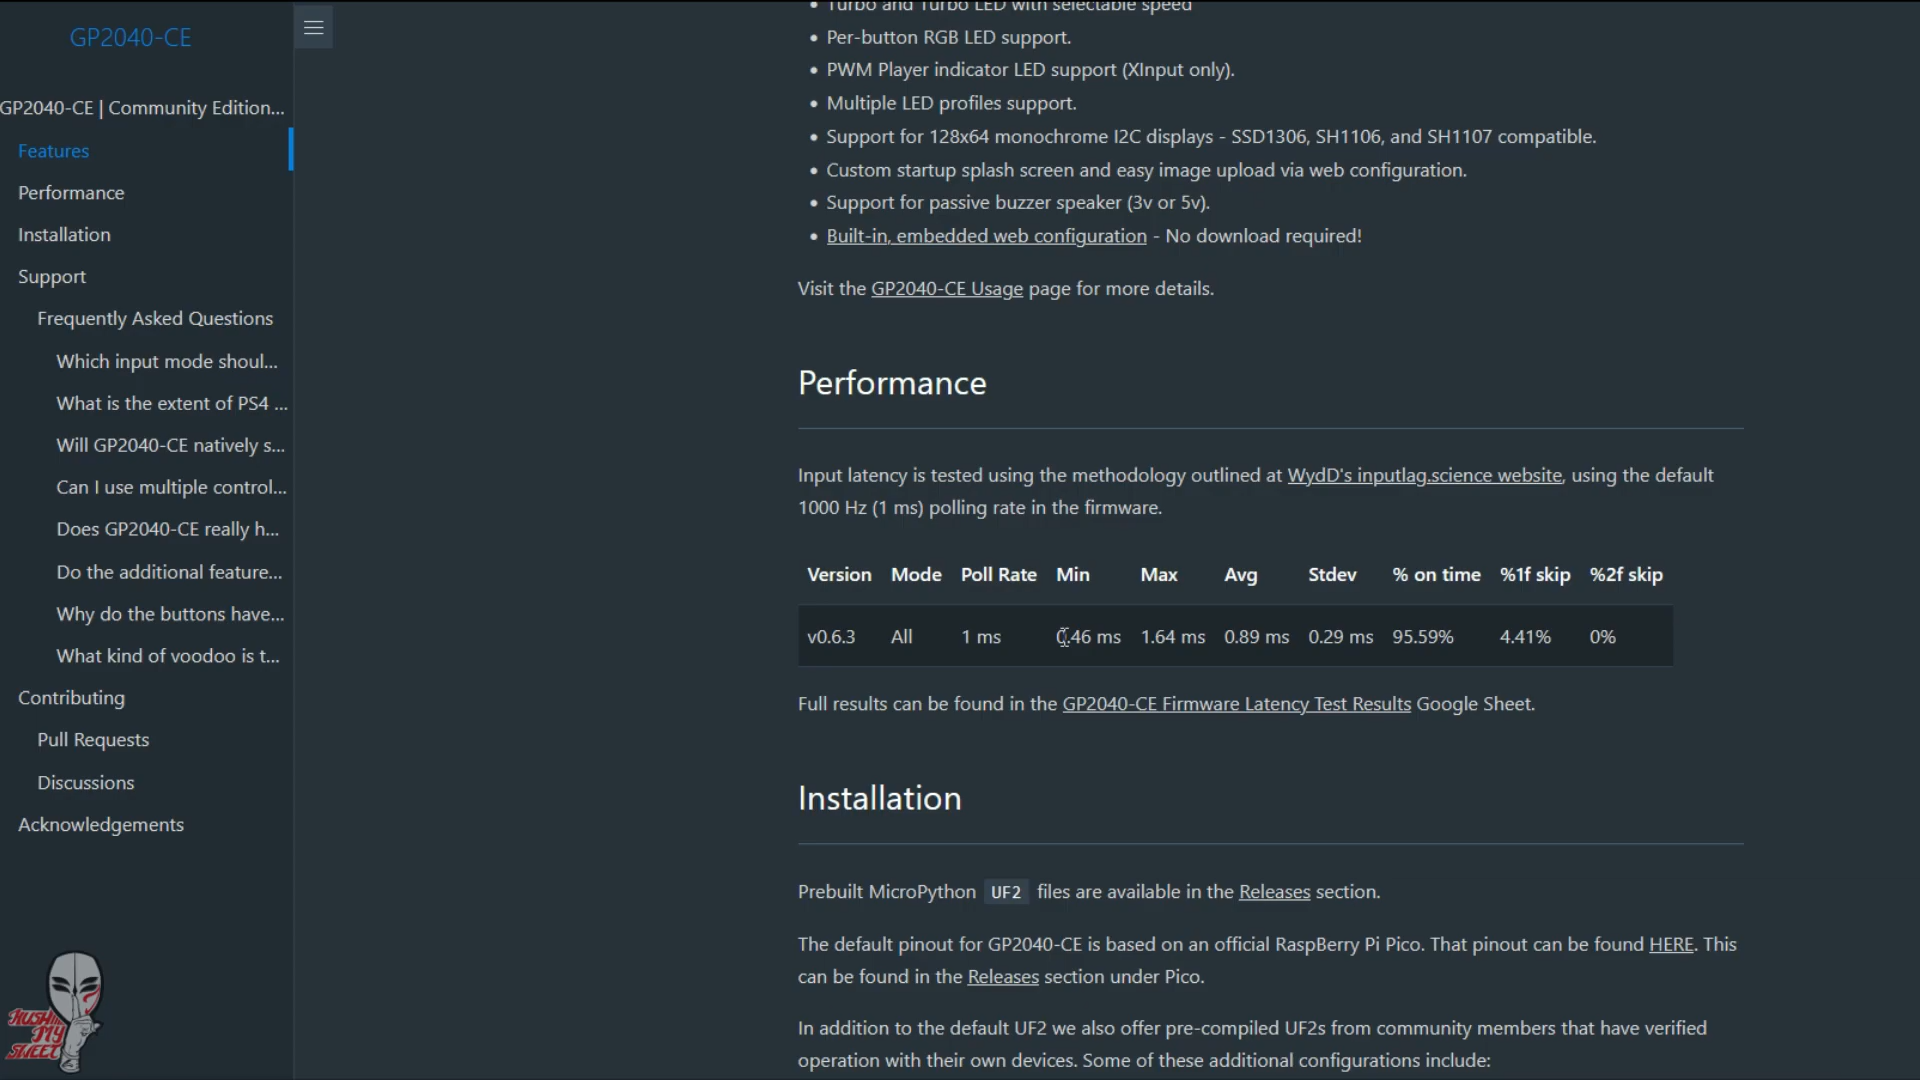 GP2040-CE
GP2040-CE | Community Edition...
Features
Performance
Installation
Support
Frequently Asked Questions
Which input mode shoul...
What is the extent of PS4 ...
Will GP2040-CE natively s...
Can I use multiple control...
Does GP2040-CE really h...
Do the additional feature...
Why do the buttons have...
What kind of voodoo is t...
Contributing
Pull Requests
Discussions
Acknowledgements
HUSH
MY
SWEET
• Turbo and Turbo LED with selectable speed
• Per-button RGB LED support.
• PWM Player indicator LED support (XInput only).
• Multiple LED profiles support.
• Support for 128x64 monochrome I2C displays - SSD1306, SH1106, and SH1107 compatible.
• Custom startup splash screen and easy image upload via web configuration.
• Support for passive buzzer speaker (3v or 5v).
• Built-in, embedded web configuration - No download required!
Visit the GP2040-CE Usage page for more details.
Performance
Input latency is tested using the methodology outlined at WydD's inputlag.science website, using the default
1000 Hz (1 ms) polling rate in the firmware.
Version Mode Poll Rate Min Max Avg Stdev % on time %1f skip %2f skip
v0.6.3 All 1 ms 0.46 ms 1.64 ms 0.89 ms 0.29 ms 95.59% 4.41% 0%
Full results can be found in the GP2040-CE Firmware Latency Test Results Google Sheet.
Installation
Prebuilt MicroPython UF2 files are available in the Releases section.
The default pinout for GP2040-CE is based on an official RaspBerry Pi Pico. That pinout can be found HERE. This
can be found in the Releases section under Pico.
In addition to the default UF2 we also offer pre-compiled UF2s from community members that have verified
operation with their own devices. Some of these additional configurations include: